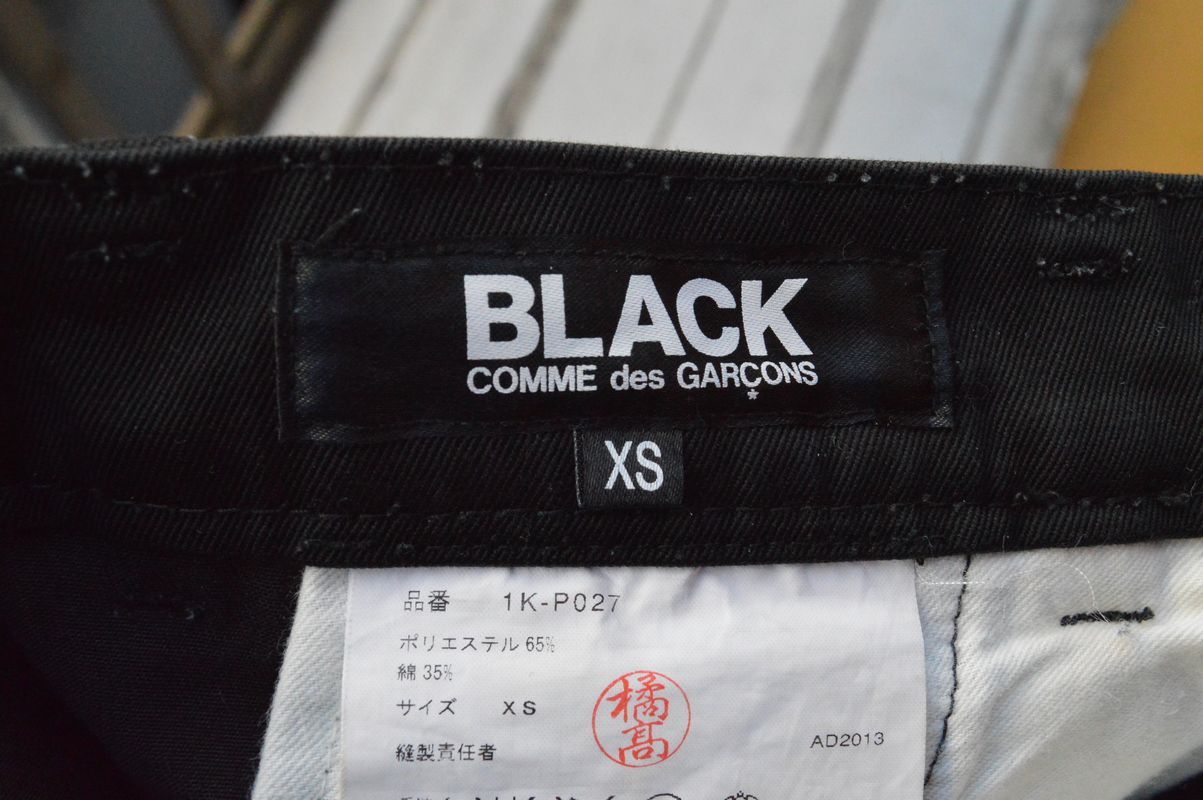 BLACK
COMME des GARÇONS
XS
品番 1K-P027
ポリエステル 65%
綿 35%
サイズ XS
縫製責任者
橘高
AD2013